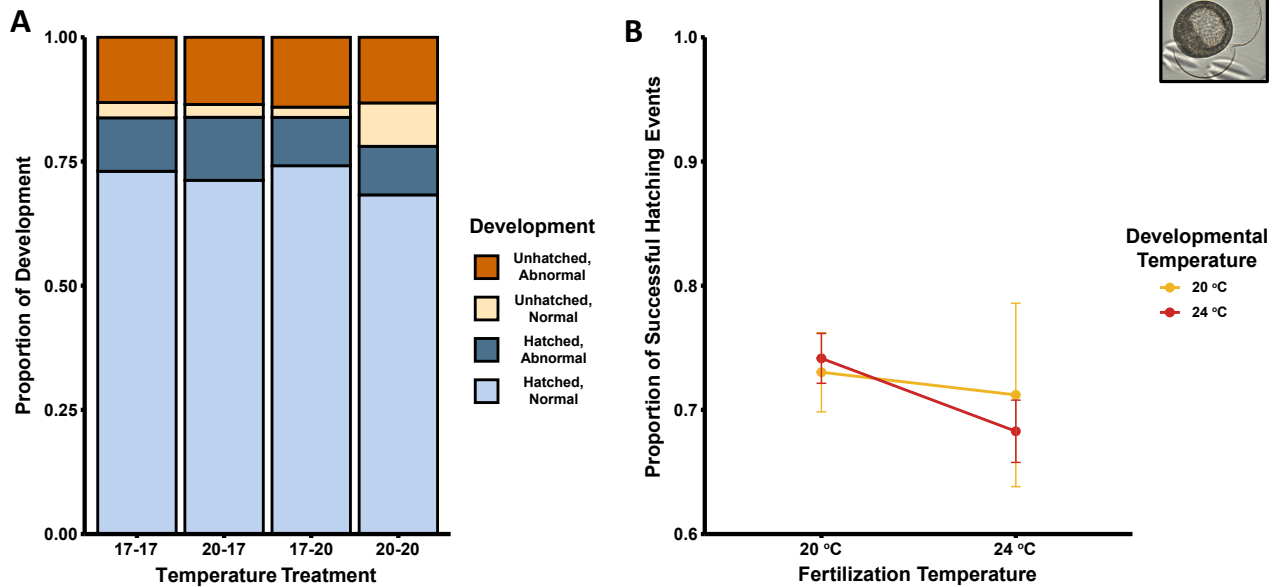 A
Proportion of Development
1.00
0.75
0.50
0.25
0.00
17-17 20-17 17-20 20-20
Temperature Treatment
Development
Unhatched,
Abnormal
Unhatched,
Normal
Hatched,
Abnormal
Hatched,
Normal
B
Proportion of Successful Hatching Events
1.0
0.9
0.8
0.7
0.6
20 °C 24 °C
Fertilization Temperature
Developmental
Temperature
20 °C
24 °C